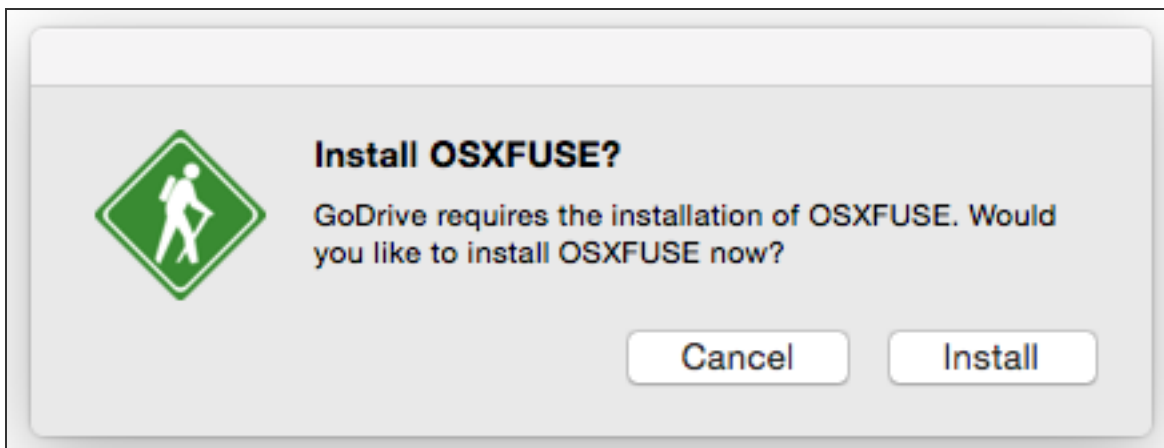 Install OSXFUSE?
GoDrive requires the installation of OSXFUSE. Would
you like to install OSXFUSE now?
Cancel Install